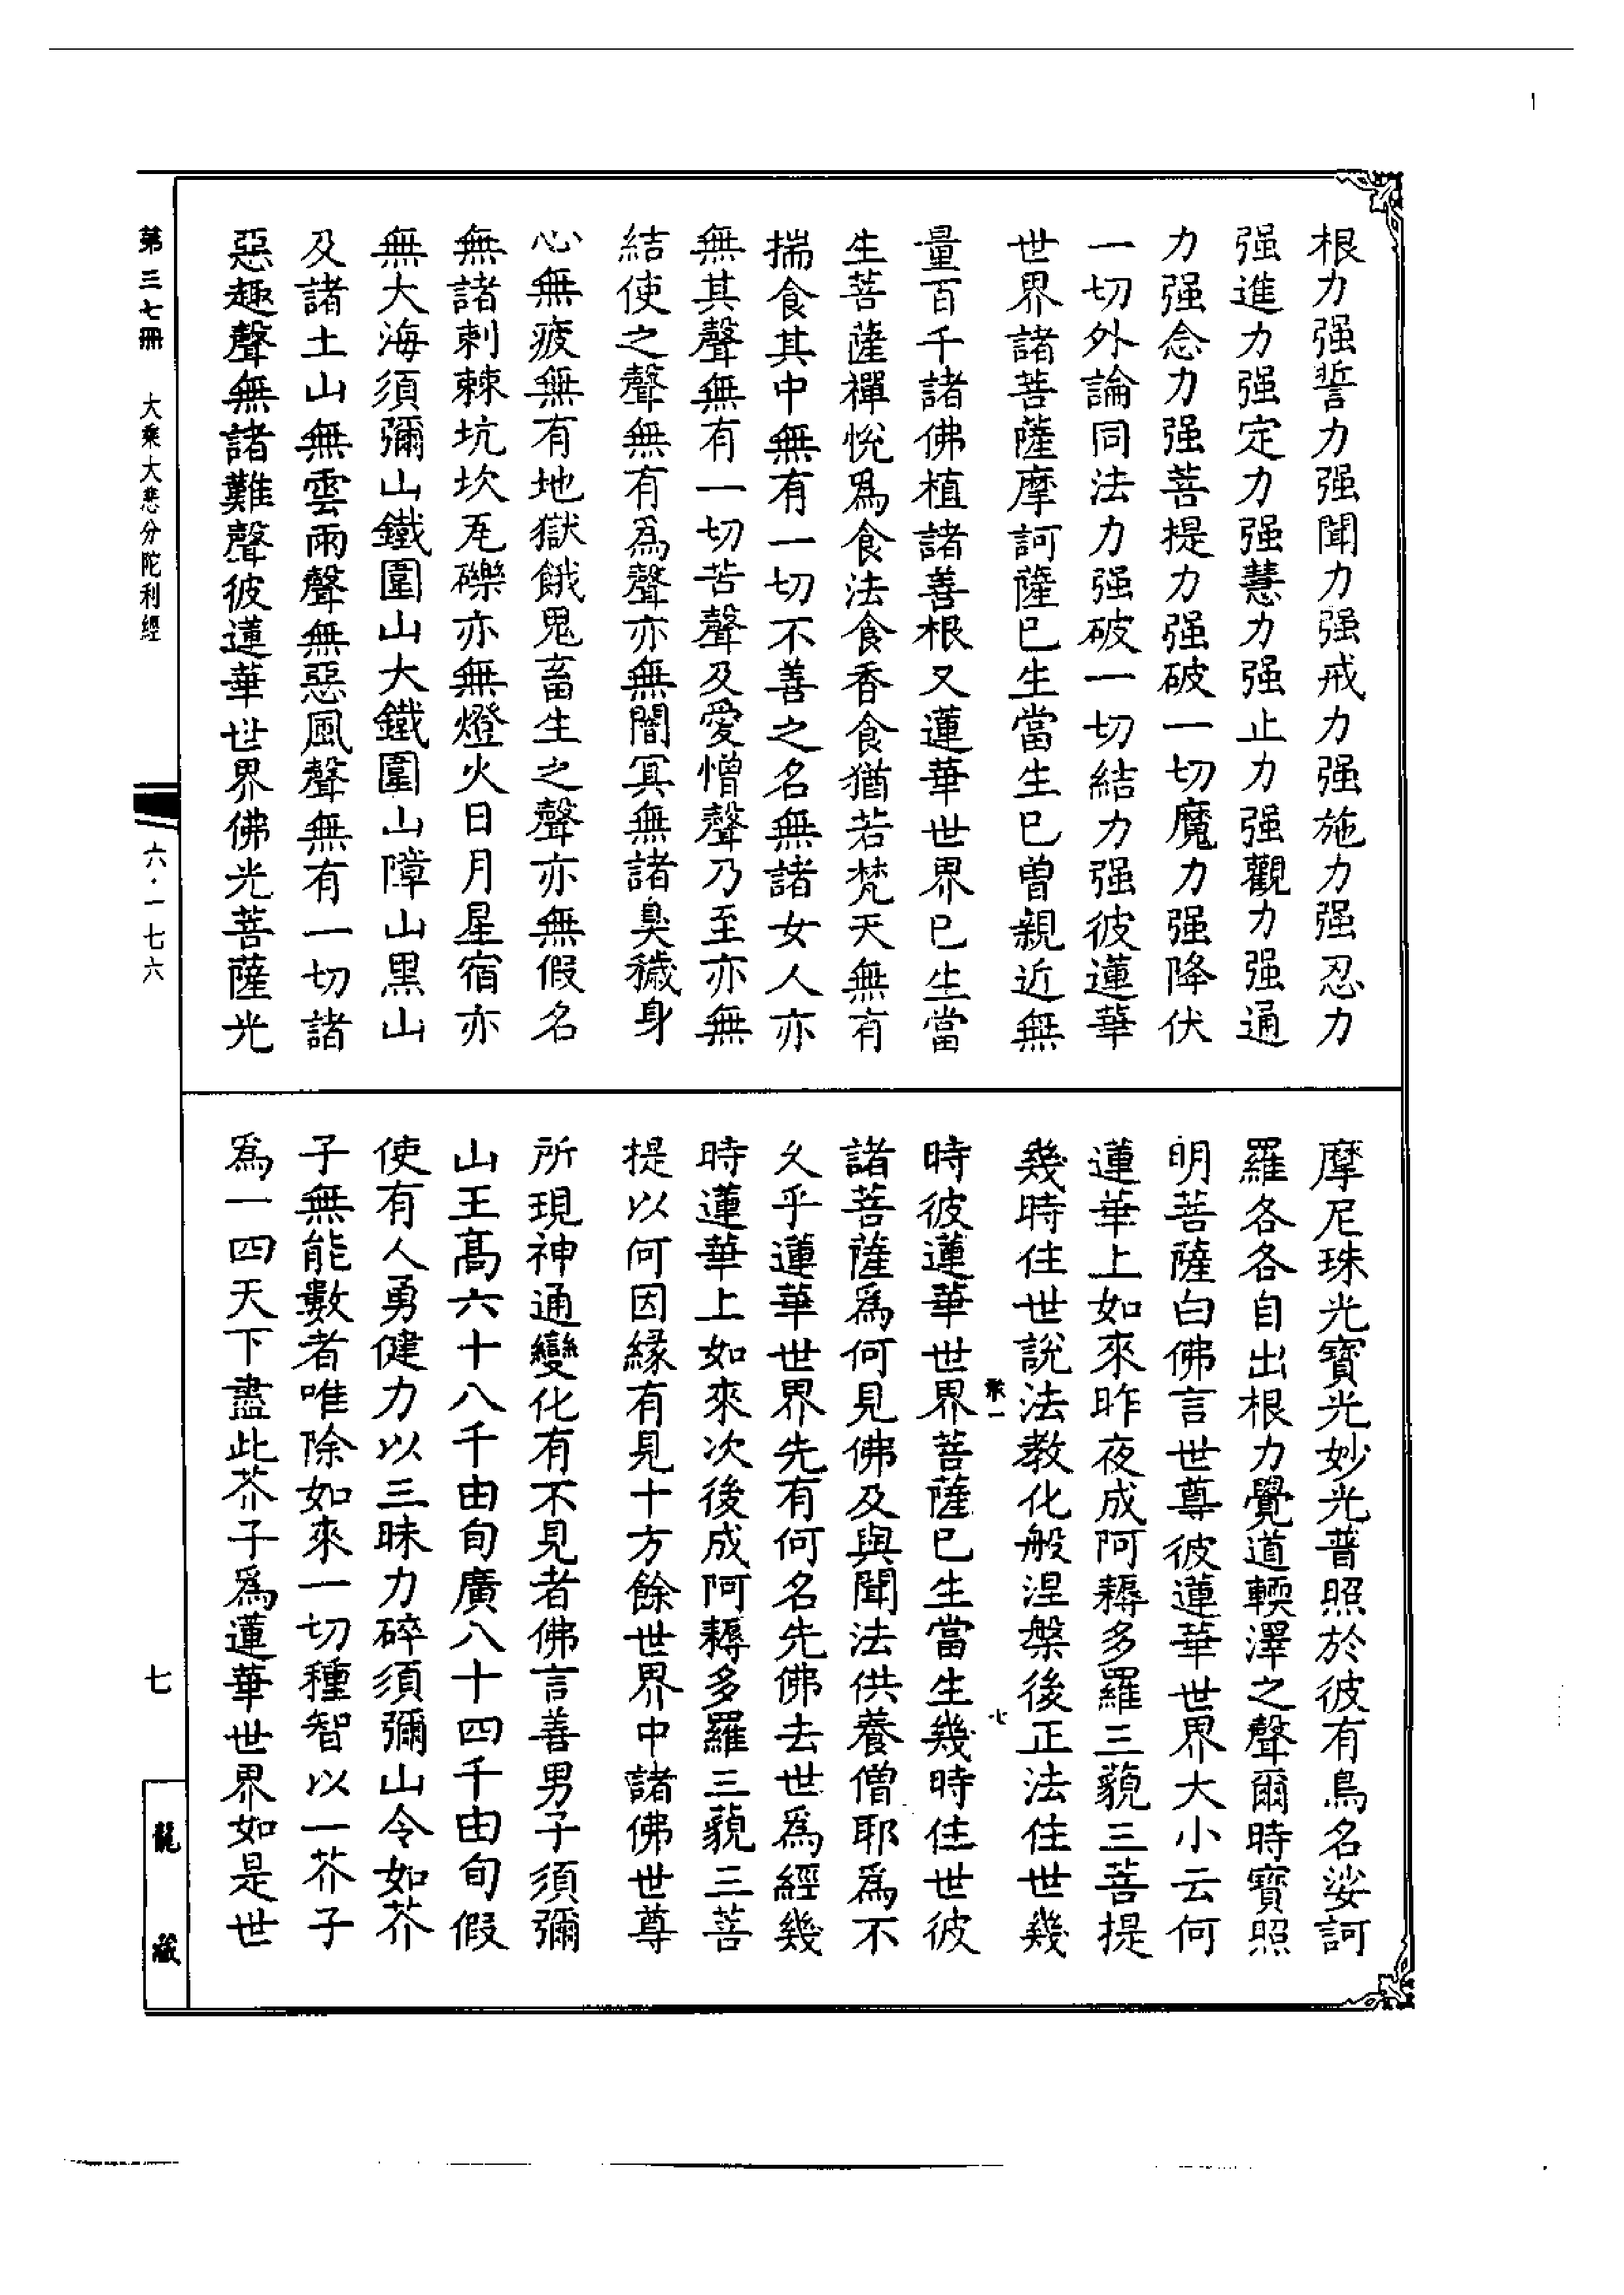 根力强誓力强聞力强戒力强施力强忍力
强進力强定力强慧力强止力强觀力强通
力强念力强菩提力强破一切魔力强降伏
一切外論同法力强破一切結力强彼蓮華
世界諸菩薩摩訶薩已生當生已曾親近無
量百千諸佛植諸善根又蓮華世界已生當
生菩薩禪悅爲食法食香食猶若梵天無有
揣食其中無有一切不善之名無諸女人亦
無其聲無有一切苦聲及愛憎聲乃至亦無
結使之聲無有爲聲亦無闇冥無諸臭穢身
心無疲無有地獄餓鬼畜生之聲亦無假名
無諸刺棘坑坎瓦礫亦無燈火日月星宿亦
無大海須彌山鐵圍山大鐵圍山障山黑山
及諸土山無雲雨聲無惡風聲無有一切諸
惡趣聲無諸難聲彼蓮華世界佛光菩薩光
摩尼珠光寶光妙光普照於彼有鳥名娑訶
羅各各自出根力覺道輭澤之聲爾時寶照
明菩薩白佛言世尊彼蓮華世界大小云何
蓮華上如來昨夜成阿耨多羅三藐三菩提
幾時住世說法教化般涅槃後正法住世幾
時彼蓮華世界菩薩已生當生幾時住世彼
諸菩薩爲何見佛及與聞法供養僧耶爲不
久乎蓮華世界先有何名先佛去世爲經幾
時蓮華上如來次後成阿耨多羅三藐三菩
提以何因緣有見十方餘世界中諸佛世尊
所現神通變化有不見者佛言善男子須彌
山王高六十八千由旬廣八十四千由旬假
使有人勇健力以三昧力碎須彌山令如芥
子無能數者唯除如來一切種智以一芥子
爲一四天下盡此芥子爲蓮華世界如是世
七
第三七冊 大乘大悲分陀利經
六·一七六
七
龍藏